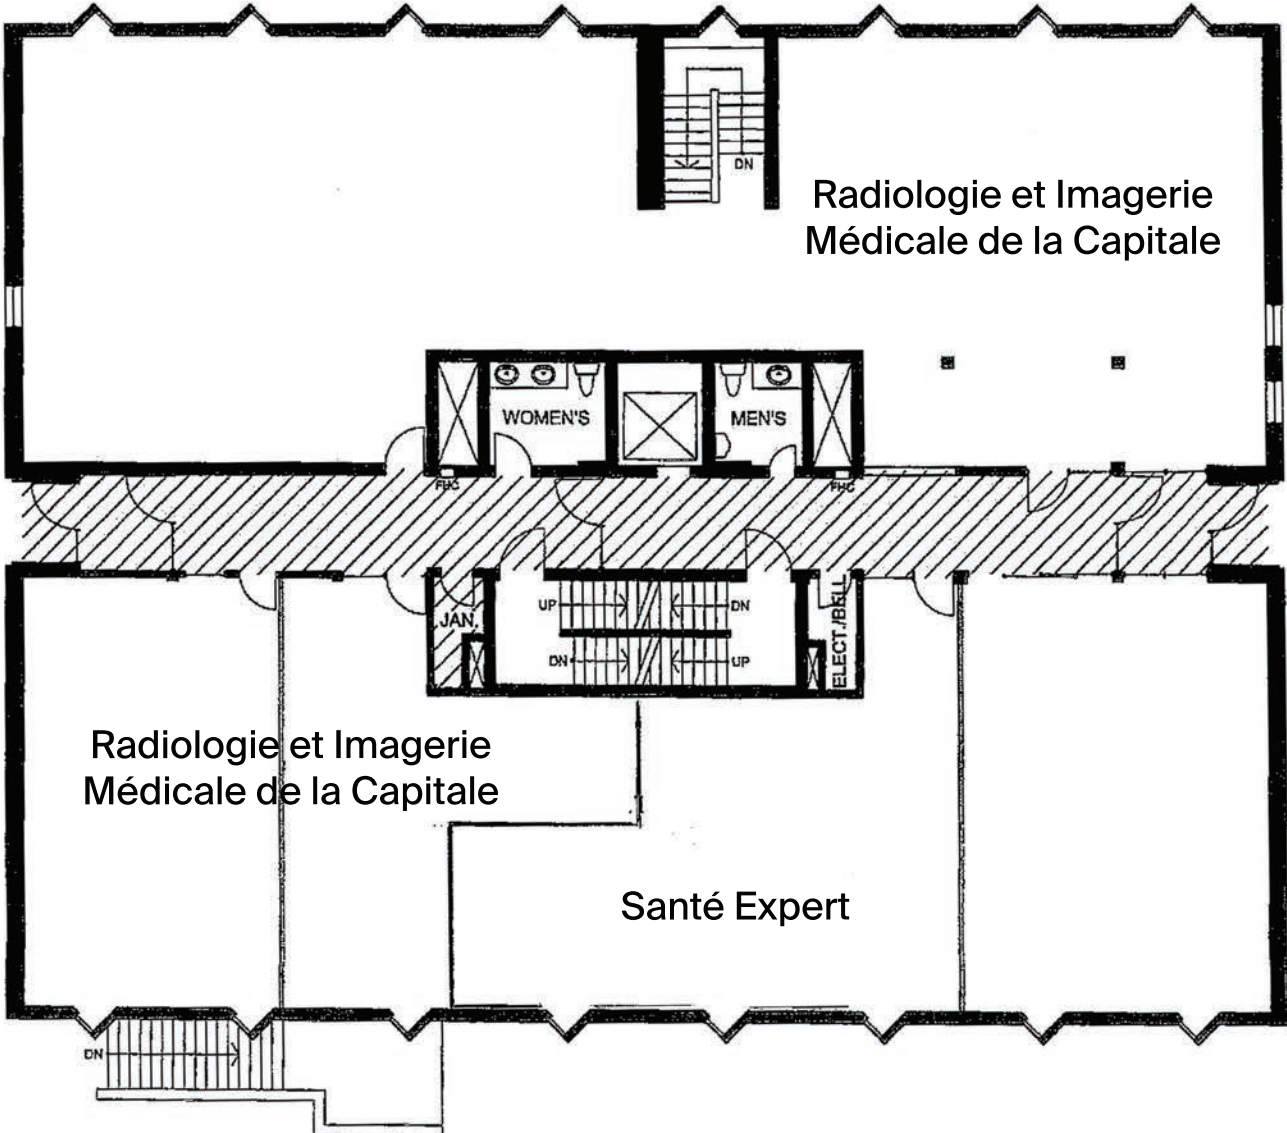 DN
Radiologie et Imagerie
Médicale de la Capitale
WOMEN'S
MEN'S
FHC
FHC
UP
DN
JAN.
ELECT./BELL
DN
UP
Radiologie et Imagerie
Médicale de la Capitale
Santé Expert
DN